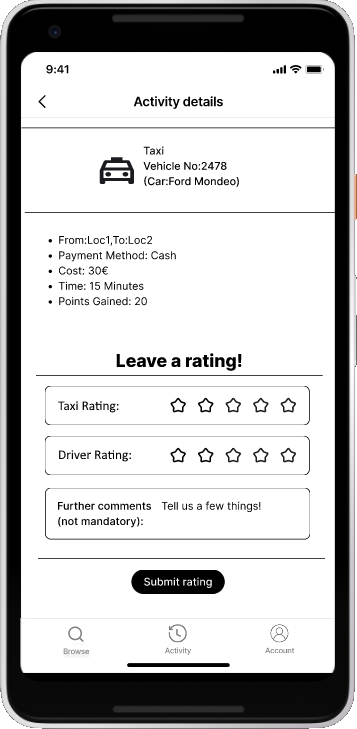 9:41
Activity details
Taxi
Vehicle No:2478
(Car:Ford Mondeo)
• From:Loc1,To:Loc2
• Payment Method: Cash
• Cost: 30€
• Time: 15 Minutes
• Points Gained: 20
Leave a rating!
Taxi Rating:
Driver Rating:
Further comments Tell us a few things!
(not mandatory):
Submit rating
Browse Activity Account